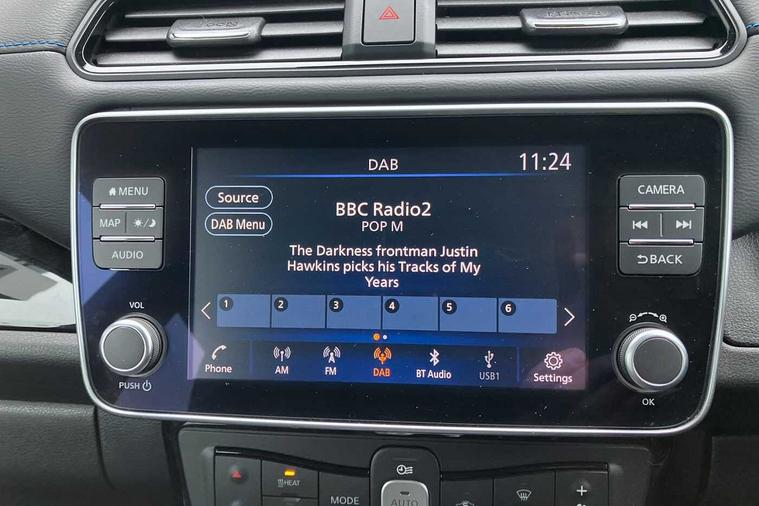 DAB
11:24
MENU
MAP
AUDIO
Source
DAB Menu
BBC Radio2
POP M
The Darkness frontman Justin
Hawkins picks his Tracks of My
Years
1 2 3 4 5 6
CAMERA
BACK
VOL
PUSH
OK
Phone
AM
FM
DAB
BT Audio
USB1
Settings
HEAT
MODE
AUTO
+